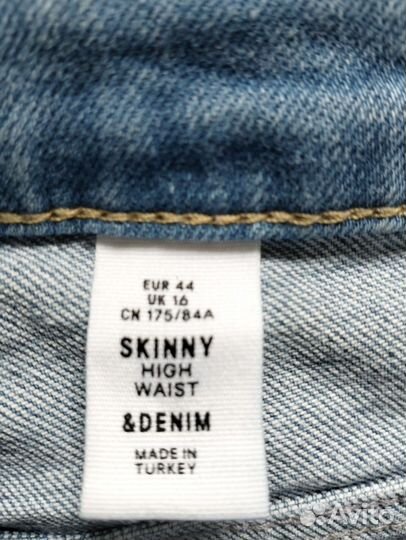 EUR 44
UK 16
CN 175/84A
SKINNY
HIGH
WAIST
&DENIM
MADE IN
TURKEY
Avito